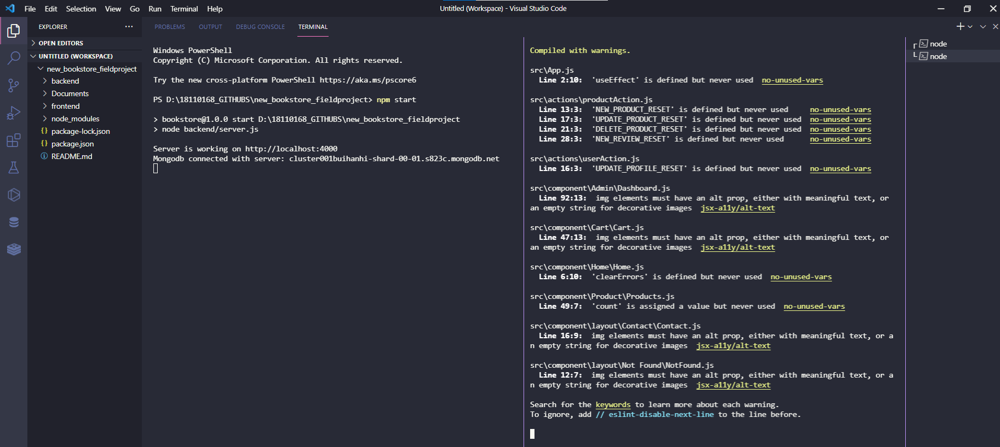 File Edit Selection View Go Run Terminal Help
Untitled (Workspace) - Visual Studio Code
EXPLORER
OPEN EDITORS
UNTITLED (WORKSPACE)
new_bookstore_fieldproject
backend
Documents
frontend
node_modules
{} package-lock.json
{} package.json
README.md
PROBLEMS OUTPUT DEBUG CONSOLE TERMINAL
Windows PowerShell
Copyright (C) Microsoft Corporation. All rights reserved.
Try the new cross-platform PowerShell https://aka.ms/pscore6
PS D:\18110168_GITHUBS\new_bookstore_fieldproject> npm start
> bookstore@1.0.0 start D:\18110168_GITHUBS\new_bookstore_fieldproject
> node backend/server.js
Server is working on http://localhost:4000
Mongodb connected with server: cluster001buihanhi-shard-00-01.s823c.mongodb.net
Compiled with warnings.
src\App.js
Line 2:10: 'useEffect' is defined but never used no-unused-vars
src\actions\productAction.js
Line 13:3: 'NEW_PRODUCT_RESET' is defined but never used no-unused-vars
Line 17:3: 'UPDATE_PRODUCT_RESET' is defined but never used no-unused-vars
Line 21:3: 'DELETE_PRODUCT_RESET' is defined but never used no-unused-vars
Line 28:3: 'NEW_REVIEW_RESET' is defined but never used no-unused-vars
src\actions\userAction.js
Line 16:3: 'UPDATE_PROFILE_RESET' is defined but never used no-unused-vars
src\component\Admin\Dashboard.js
Line 92:13: img elements must have an alt prop, either with meaningful text, or
an empty string for decorative images jsx-a11y/alt-text
src\component\Cart\Cart.js
Line 47:13: img elements must have an alt prop, either with meaningful text, or
an empty string for decorative images jsx-a11y/alt-text
src\component\Home\Home.js
Line 6:10: 'clearErrors' is defined but never used no-unused-vars
src\component\Product\Products.js
Line 49:7: 'count' is assigned a value but never used no-unused-vars
src\component\layout\Contact\Contact.js
Line 16:9: img elements must have an alt prop, either with meaningful text, or a
n empty string for decorative images jsx-a11y/alt-text
src\component\layout\Not Found\NotFound.js
Line 12:7: img elements must have an alt prop, either with meaningful text, or a
n empty string for decorative images jsx-a11y/alt-text
Search for the keywords to learn more about each warning.
To ignore, add // eslint-disable-next-line to the line before.
node
node